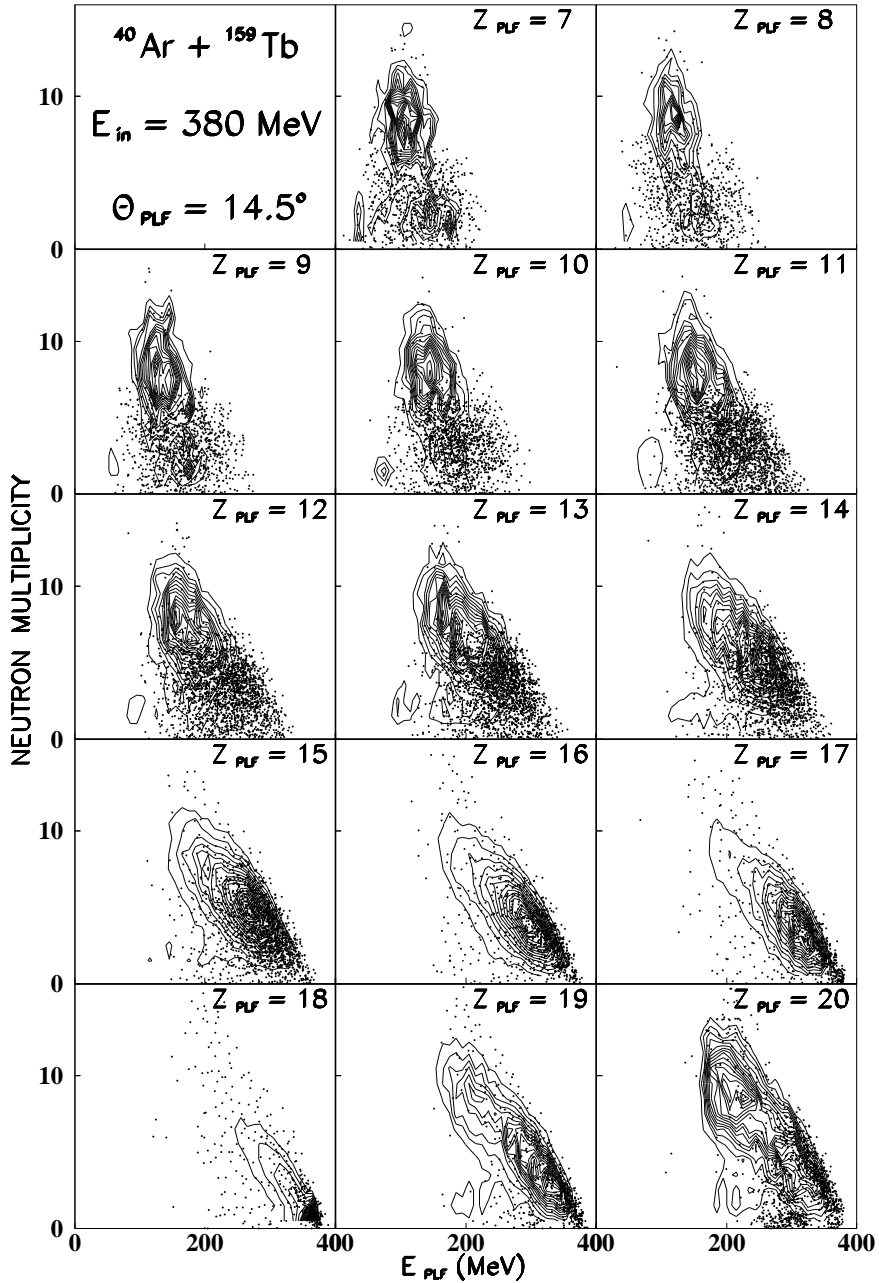 ⁴⁰Ar + ¹⁵⁹Tb
E in = 380 MeV
Θ PLF = 14.5°
Z PLF = 7
Z PLF = 8
10
0
Z PLF = 9
Z PLF = 10
Z PLF = 11
10
0
Z PLF = 12
Z PLF = 13
Z PLF = 14
10
0
Z PLF = 15
Z PLF = 16
Z PLF = 17
10
0
Z PLF = 18
Z PLF = 19
Z PLF = 20
10
0
NEUTRON MULTIPLICITY
0 200 400 200 400 200 400
E PLF (MeV)